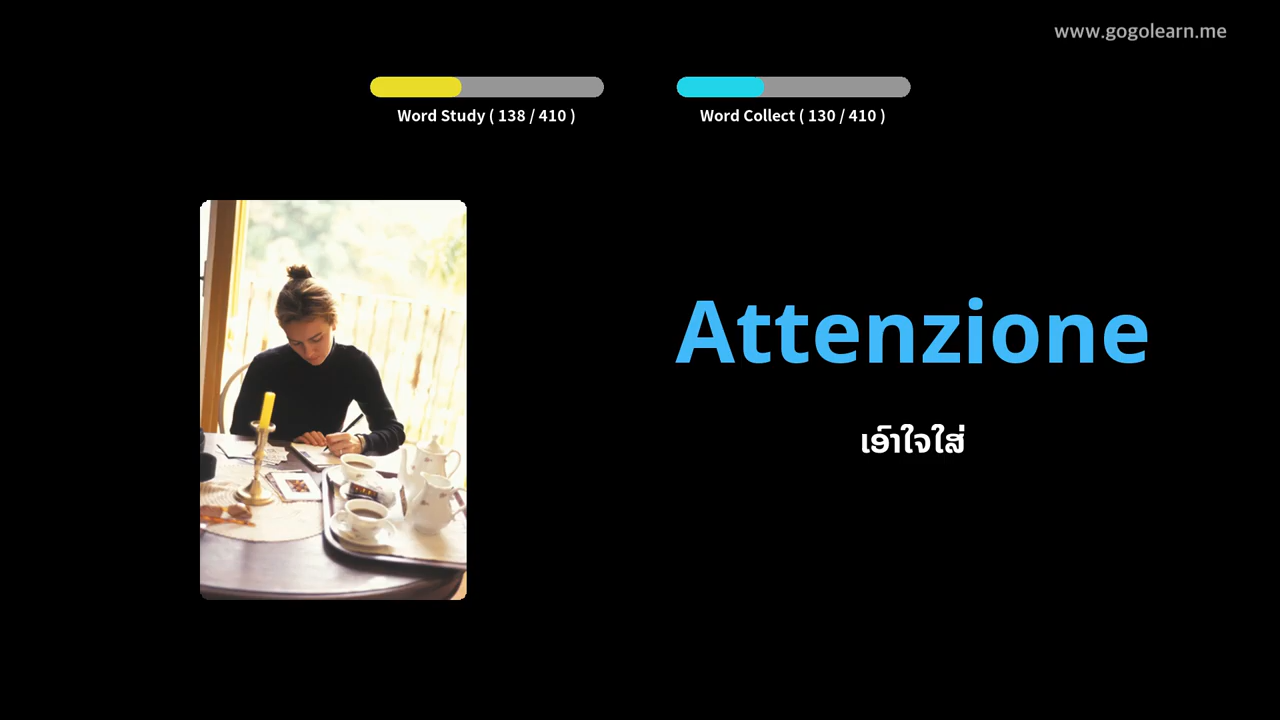 www.gogolearn.me
Word Study ( 138 / 410 )
Word Collect ( 130 / 410 )
Attenzione
ເອົາໃຈໃສ່